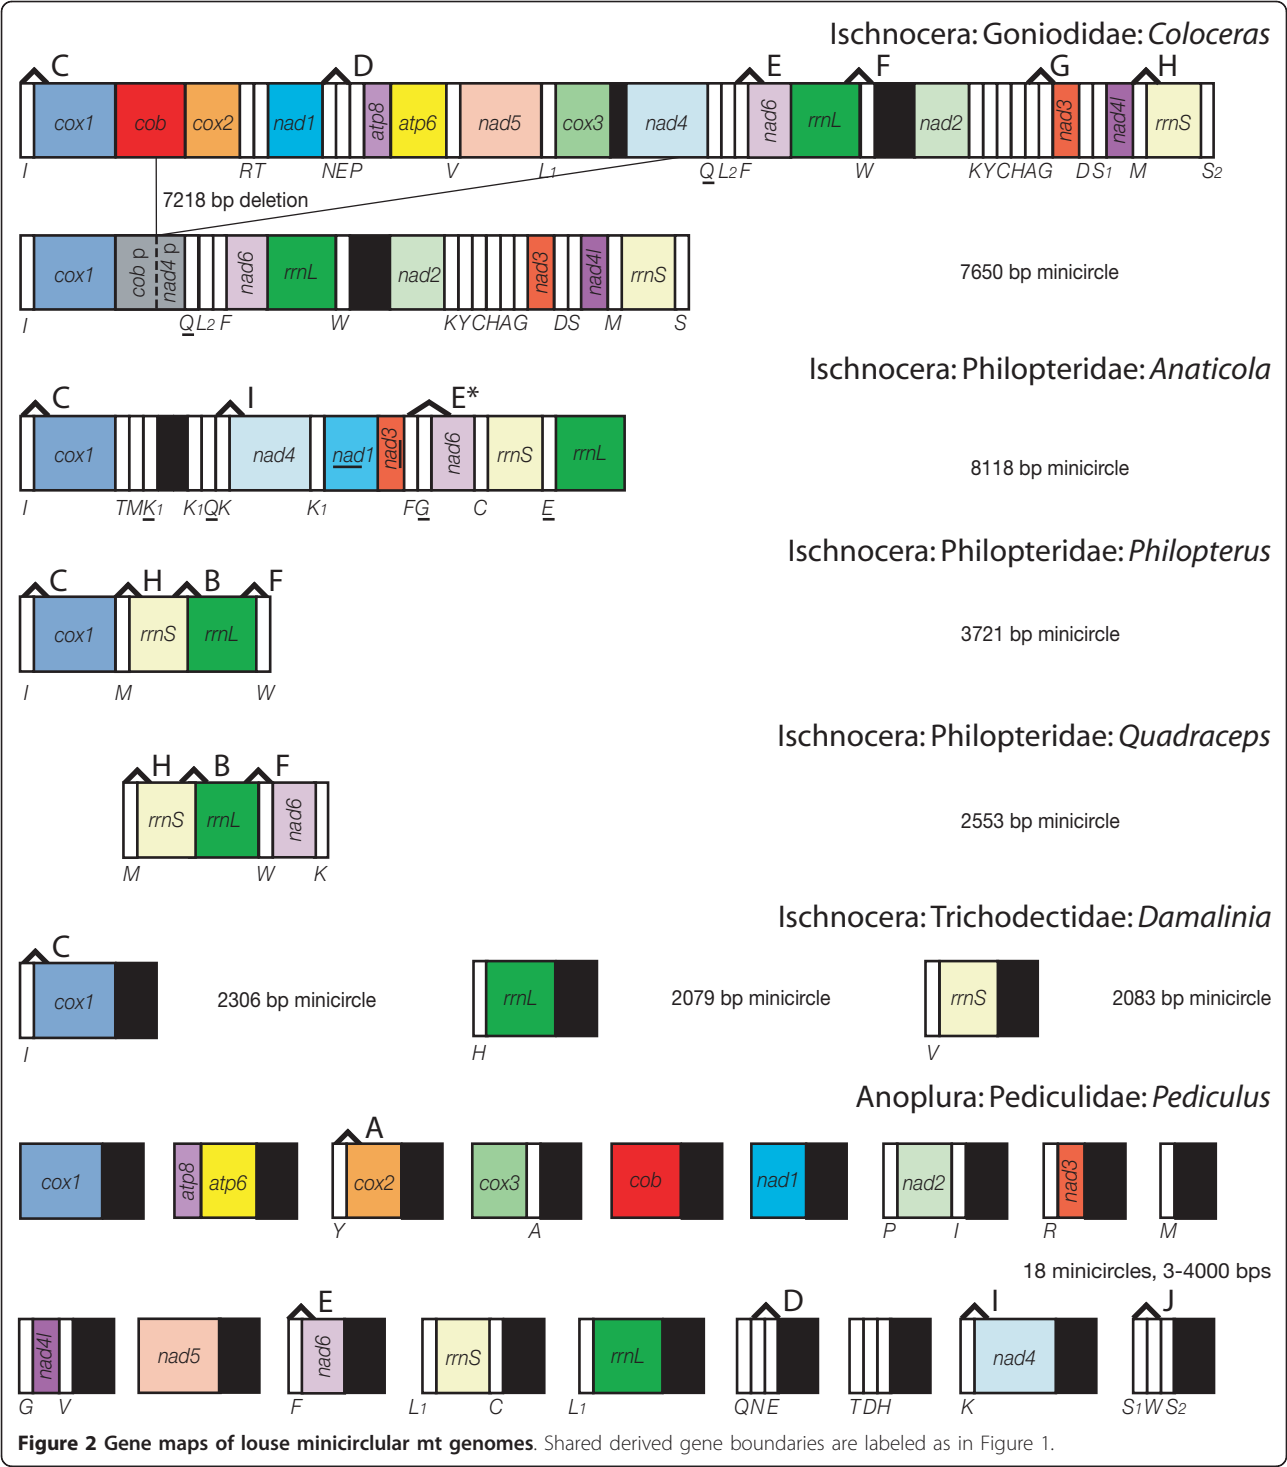 Ischnocera: Goniodidae: Coloceras
C D E F G H
cox1 cob cox2 nad1 atp8 atp6 nad5 cox3 nad4 nad6 rrnL nad2 nad3 nad4l rrnS
I RT NEP V L1 Q L2 F W KYCHAG D S1 M S2
7218 bp deletion
cox1 cob p nad4 p nad6 rrnL nad2 nad3 nad4l rrnS
7650 bp minicircle
I Q L2 F W KYCHAG DS M S
Ischnocera: Philopteridae: Anaticola
C I E*
cox1 nad4 nad1 nad3 nad6 rrnS rrnL
8118 bp minicircle
I TMK1 K1QK K1 FG C E
Ischnocera: Philopteridae: Philopterus
C H B F
cox1 rrnS rrnL
3721 bp minicircle
I M W
Ischnocera: Philopteridae: Quadraceps
H B F
rrnS rrnL nad6
2553 bp minicircle
M W K
Ischnocera: Trichodectidae: Damalinia
C
cox1 2306 bp minicircle rrnL 2079 bp minicircle rrnS 2083 bp minicircle
I H V
Anoplura: Pediculidae: Pediculus
A
cox1 atp8 atp6 cox2 cox3 cob nad1 nad2 nad3
Y A P I R M
18 minicircles, 3-4000 bps
E D I J
nad4l nad5 nad6 rrnS rrnL nad4
G V F L1 C L1 QNE TDH K S1 W S2
Figure 2 Gene maps of louse minicirclular mt genomes. Shared derived gene boundaries are labeled as in Figure 1.